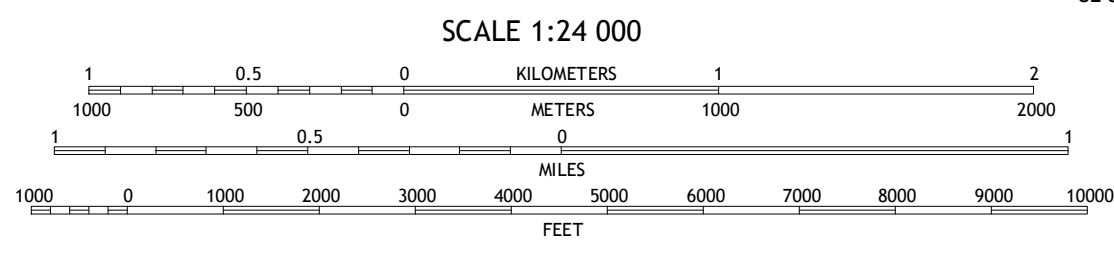 SCALE 1:24 000
1 0.5 0 KILOMETERS 1 2
1000 500 0 METERS 1000 2000
1 0.5 0 1
MILES
1000 0 1000 2000 3000 4000 5000 6000 7000 8000 9000 10000
FEET